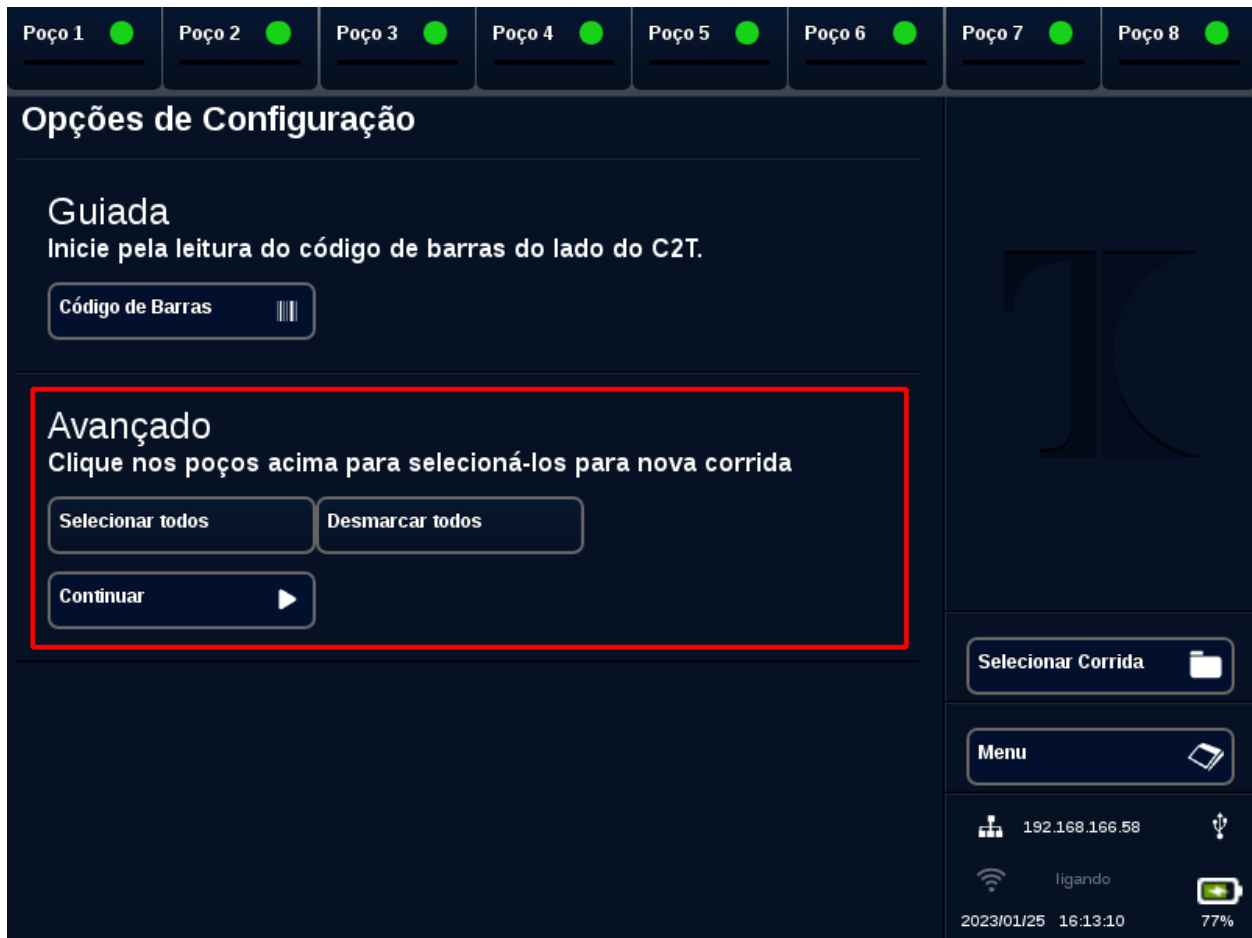 Poço 1 Poço 2 Poço 3 Poço 4 Poço 5 Poço 6 Poço 7 Poço 8
Opções de Configuração
Guiada
Inicie pela leitura do código de barras do lado do C2T.
Código de Barras
Avançado
Clique nos poços acima para selecioná-los para nova corrida
Selecionar todos Desmarcar todos
Continuar
Selecionar Corrida
Menu
192.168.166.58
ligando
2023/01/25 16:13:10 77%